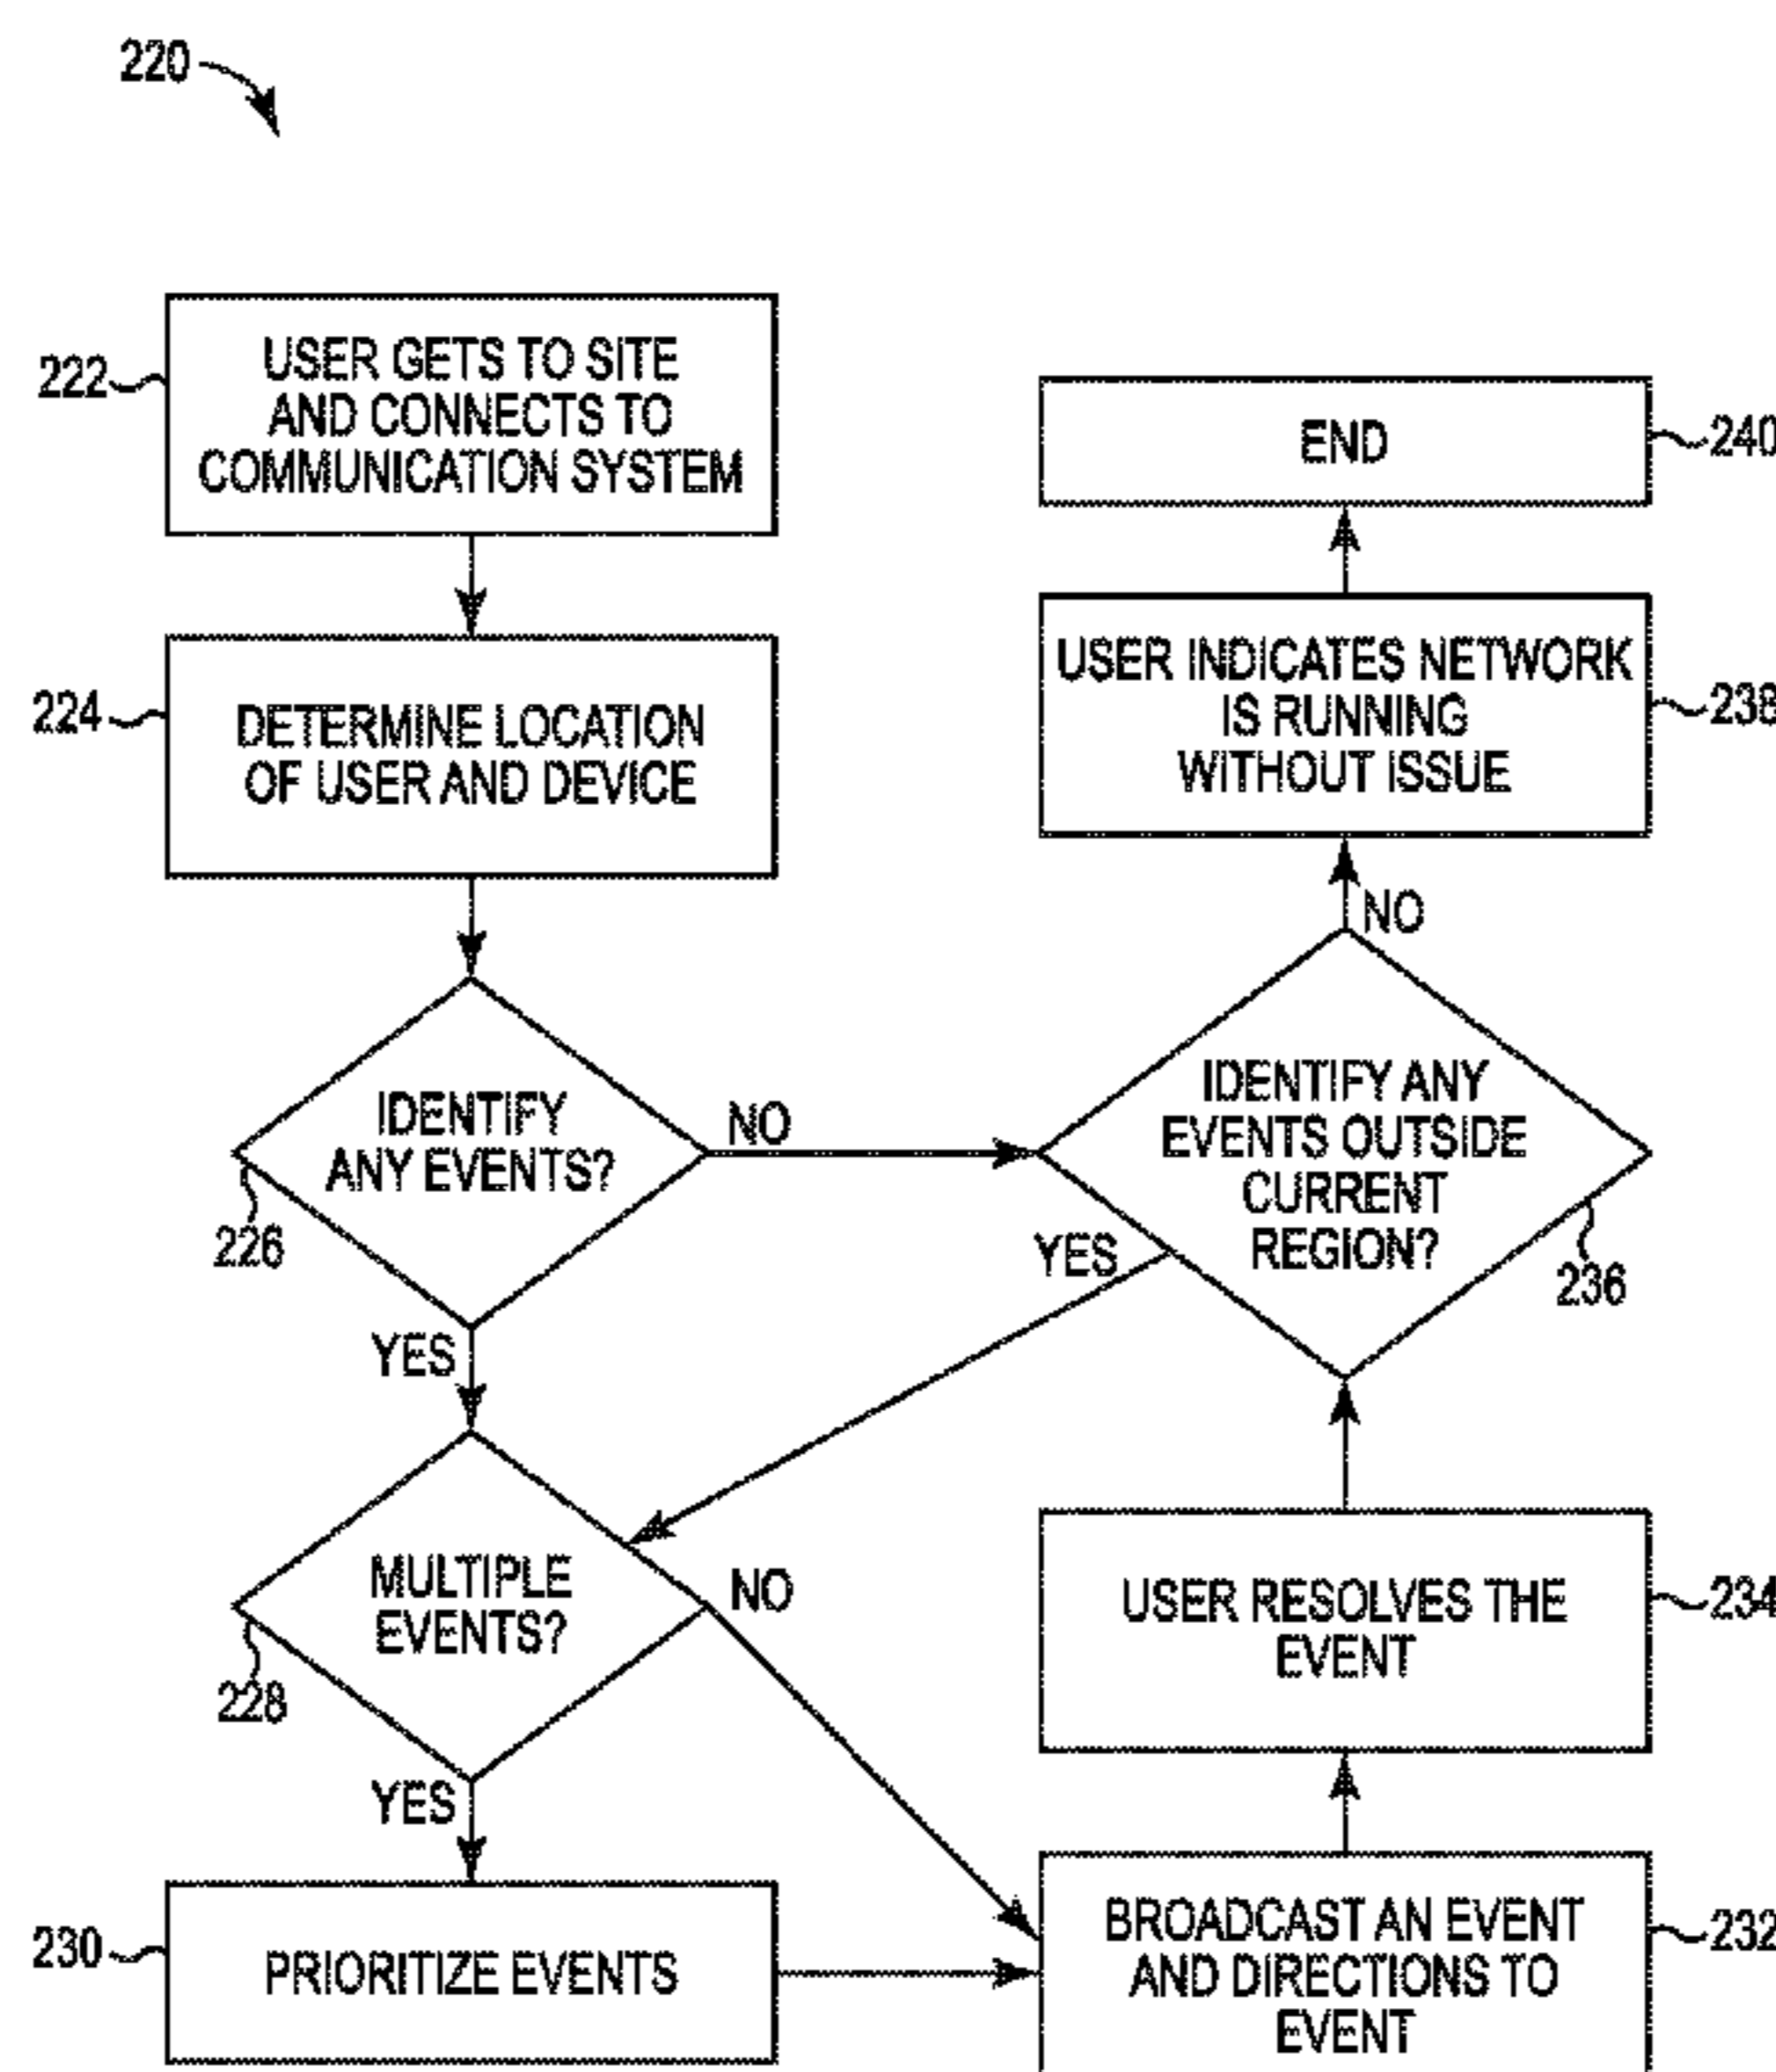 220
222
USER GETS TO SITE
AND CONNECTS TO
COMMUNICATION SYSTEM
224
DETERMINE LOCATION
OF USER AND DEVICE
IDENTIFY
ANY EVENTS?
226
NO
YES
MULTIPLE
EVENTS?
228
NO
YES
230
PRIORITIZE EVENTS
BROADCAST AN EVENT
AND DIRECTIONS TO
EVENT
232
USER RESOLVES THE
EVENT
234
IDENTIFY ANY
EVENTS OUTSIDE
CURRENT
REGION?
236
YES
NO
USER INDICATES NETWORK
IS RUNNING
WITHOUT ISSUE
238
END
240